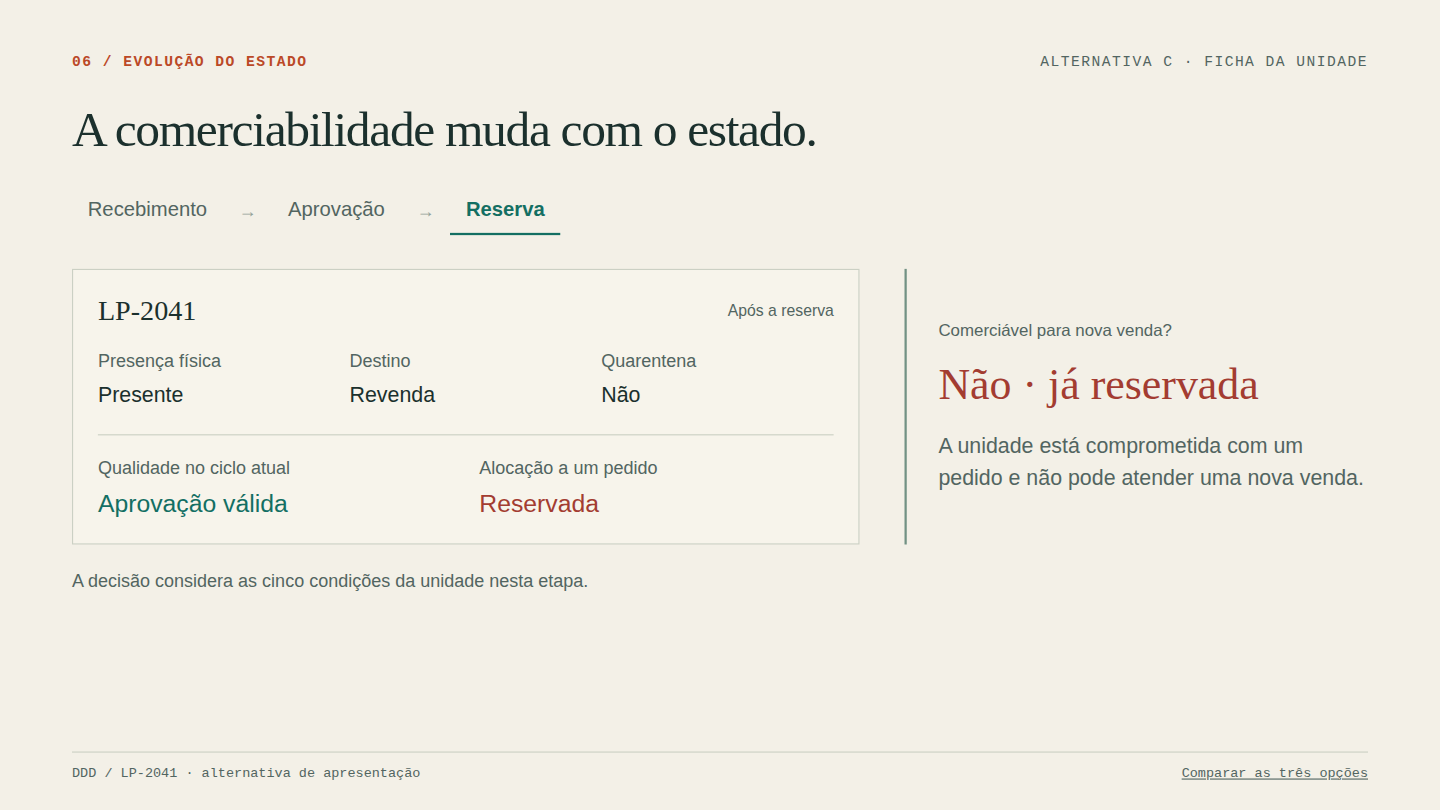 06 / EVOLUÇÃO DO ESTADO
ALTERNATIVA C · FICHA DA UNIDADE
A comerciabilidade muda com o estado.
Recebimento → Aprovação → Reserva
LP-2041
Após a reserva
Presença física
Destino
Quarentena
Presente
Revenda
Não
Qualidade no ciclo atual
Alocação a um pedido
Aprovação válida
Reservada
Comerciável para nova venda?
Não · já reservada
A unidade está comprometida com um
pedido e não pode atender uma nova venda.
A decisão considera as cinco condições da unidade nesta etapa.
DDD / LP-2041 · alternativa de apresentação
Comparar as três opções